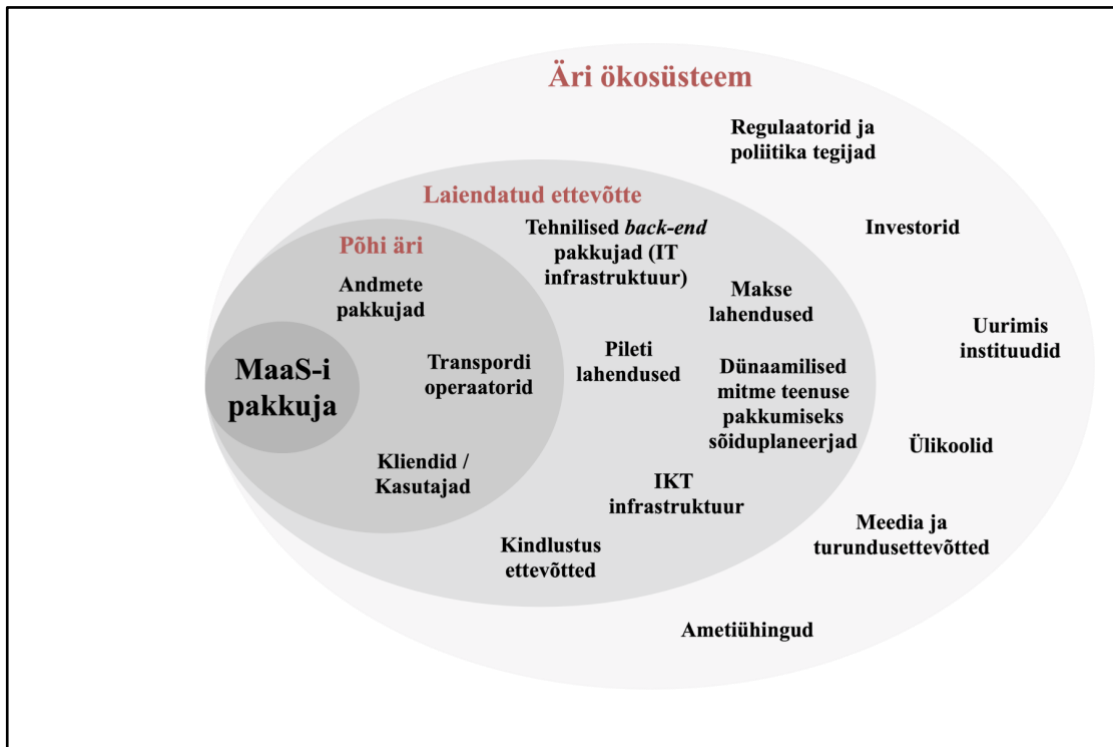 Äri ökosüsteem
Regulaatorid ja
poliitika tegijad
Investorid
Uurimis
instituudid
Ülikoolid
Meedia ja
turundusettevõtted
Ametiühingud
Laiendatud ettevõtte
Tehnilised back-end
pakkujad (IT
infrastruktuur)
Makse
lahendused
Pileti
lahendused
Dünaamilised
mitme teenuse
pakkumiseks
sõiduplaneerjad
IKT
infrastruktuur
Kindlustus
ettevõtted
Põhi äri
Andmete
pakkujad
Transpordi
operaatorid
Kliendid /
Kasutajad
MaaS-i
pakkuja